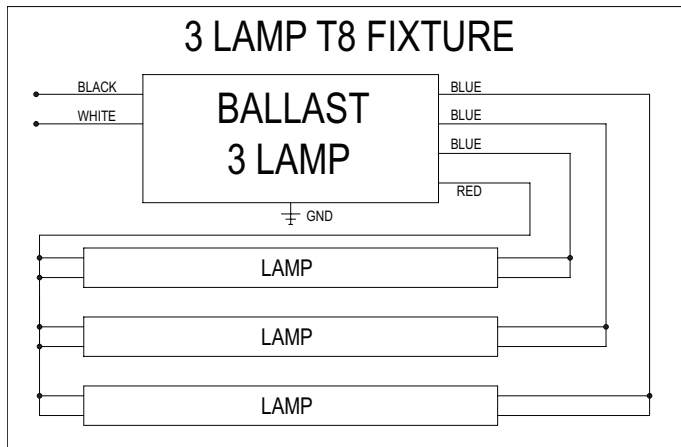 3 LAMP T8 FIXTURE
BLACK
WHITE
BALLAST
3 LAMP
BLUE
BLUE
BLUE
RED
GND
LAMP
LAMP
LAMP